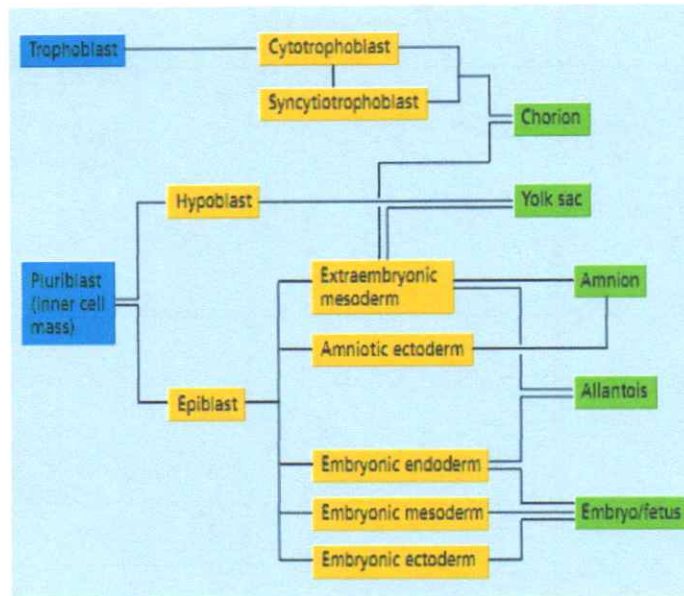 Trophoblast
Cytotrophoblast
Syncytiotrophoblast
Chorion
Hypoblast
Yolk sac
Pluriblast
(inner cell
mass)
Extraembryonic
mesoderm
Amnion
Amniotic ectoderm
Epiblast
Allantois
Embryonic endoderm
Embryonic mesoderm
Embryo/fetus
Embryonic ectoderm